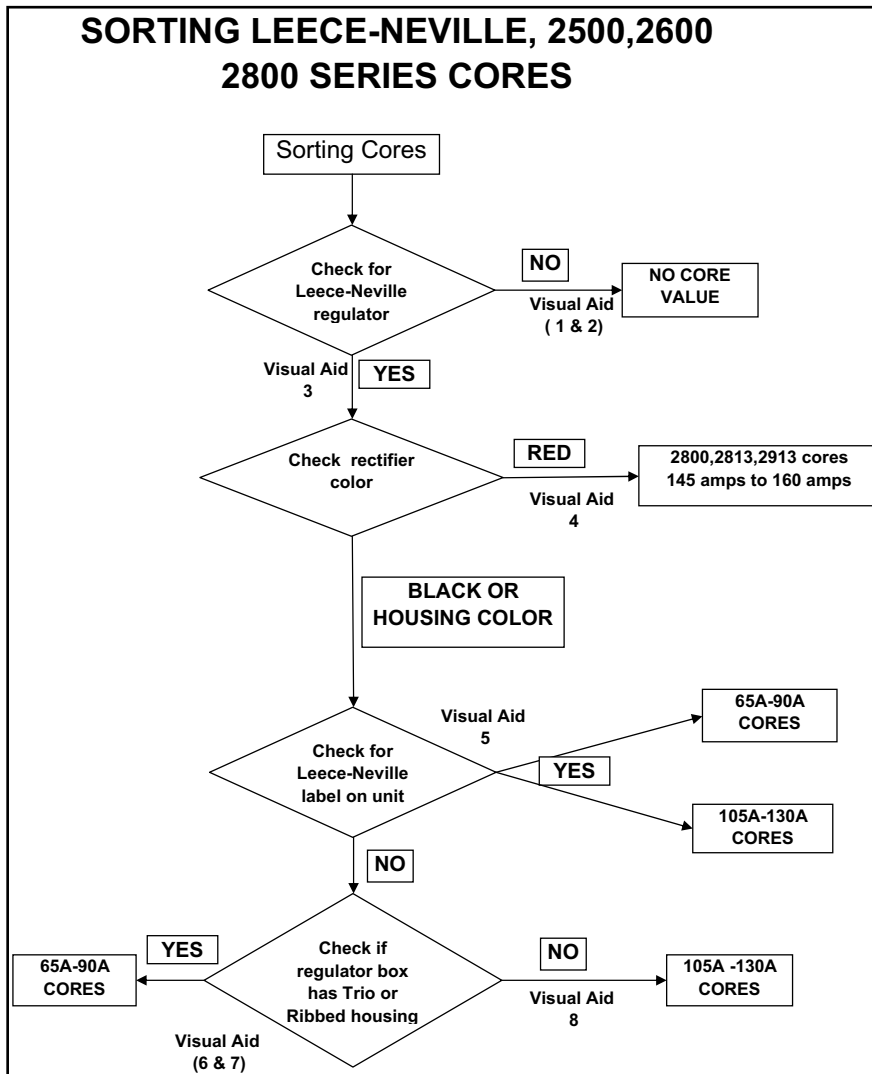 SORTING LEECE-NEVILLE, 2500,2600
2800 SERIES CORES
Sorting Cores
Check for
Leece-Neville
regulator
NO
Visual Aid
( 1 & 2)
NO CORE
VALUE
Visual Aid
3
YES
Check rectifier
color
RED
Visual Aid
4
2800,2813,2913 cores
145 amps to 160 amps
BLACK OR
HOUSING COLOR
Check for
Leece-Neville
label on unit
Visual Aid
5
YES
65A-90A
CORES
105A-130A
CORES
NO
Check if
regulator box
has Trio or
Ribbed housing
YES
65A-90A
CORES
Visual Aid
(6 & 7)
NO
Visual Aid
8
105A -130A
CORES